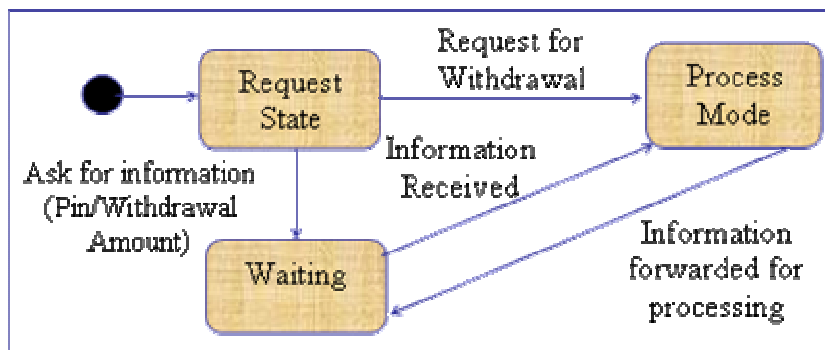 Request
State
Request for
Withdrawal
Process
Mode
Ask for information
(Pin/Withdrawal
Amount)
Information
Received
Waiting
Information
forwarded for
processing